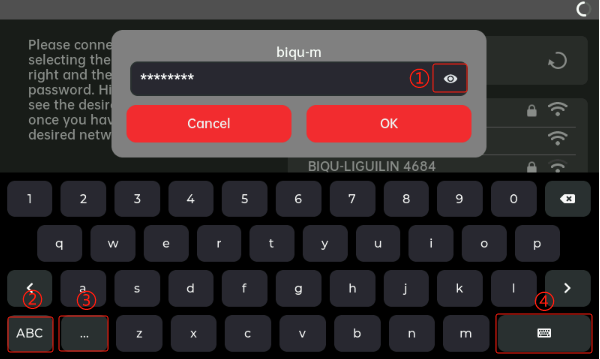 Please conne
selecting the
right and the
password. Hi
see the desire
once you hav
desired netw
biqu-m
********
①
Cancel
OK
BIQU-LIGUILIN 4684
1 2 3 4 5 6 7 8 9 0
q w e r t y u i o p
< a s d f g h j k l >
② ③ ④
ABC ... z x c v b n m